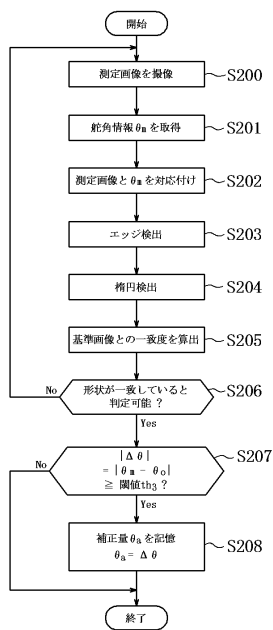 開始
測定画像を撮像
S200
舵角情報θmを取得
S201
測定画像とθmを対応付け
S202
エッジ検出
S203
楕円検出
S204
基準画像との一致度を算出
S205
No
形状が一致していると
判定可能？
S206
Yes
No
|Δθ|
=|θm－θo|
≧ 閾値th3？
S207
Yes
補正量θaを記憶
θa=Δθ
S208
終了